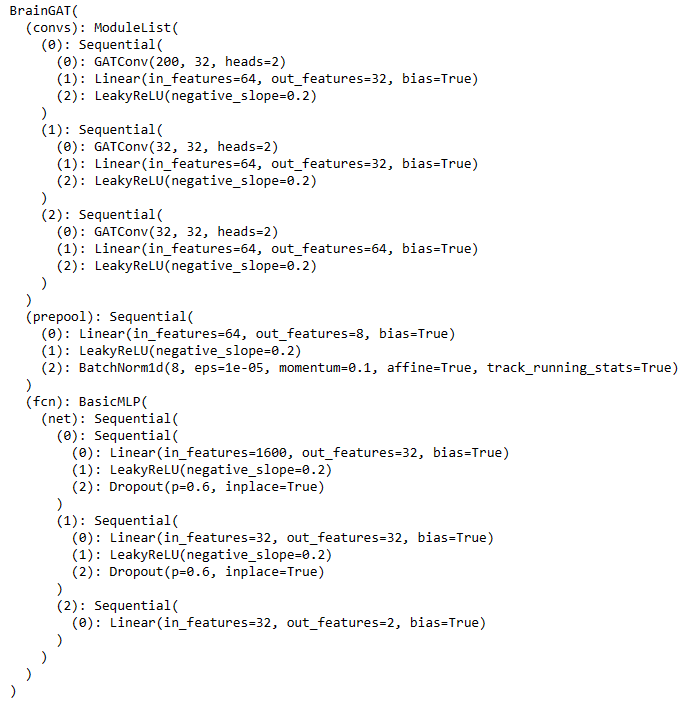 BrainGAT(
  (convs): ModuleList(
    (0): Sequential(
      (0): GATConv(200, 32, heads=2)
      (1): Linear(in_features=64, out_features=32, bias=True)
      (2): LeakyReLU(negative_slope=0.2)
    )
    (1): Sequential(
      (0): GATConv(32, 32, heads=2)
      (1): Linear(in_features=64, out_features=32, bias=True)
      (2): LeakyReLU(negative_slope=0.2)
    )
    (2): Sequential(
      (0): GATConv(32, 32, heads=2)
      (1): Linear(in_features=64, out_features=64, bias=True)
      (2): LeakyReLU(negative_slope=0.2)
    )
  )
  (prepool): Sequential(
    (0): Linear(in_features=64, out_features=8, bias=True)
    (1): LeakyReLU(negative_slope=0.2)
    (2): BatchNorm1d(8, eps=1e-05, momentum=0.1, affine=True, track_running_stats=True)
  )
  (fcn): BasicMLP(
    (net): Sequential(
      (0): Sequential(
        (0): Linear(in_features=1600, out_features=32, bias=True)
        (1): LeakyReLU(negative_slope=0.2)
        (2): Dropout(p=0.6, inplace=True)
      )
      (1): Sequential(
        (0): Linear(in_features=32, out_features=32, bias=True)
        (1): LeakyReLU(negative_slope=0.2)
        (2): Dropout(p=0.6, inplace=True)
      )
      (2): Sequential(
        (0): Linear(in_features=32, out_features=2, bias=True)
      )
    )
  )
)